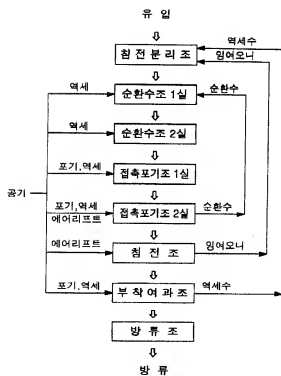 유 입
역세수
침전분리조
잉여오니
역세
순환수조 1실
순환수
역세
순환수조 2실
포기,역세
접촉포기조 1실
공기
포기,역세
에어리프트
접촉포기조 2실
순환수
에어리프트
침 전 조
잉여오니
포기,역세
부착여과조
역세수
방 류 조
방 류